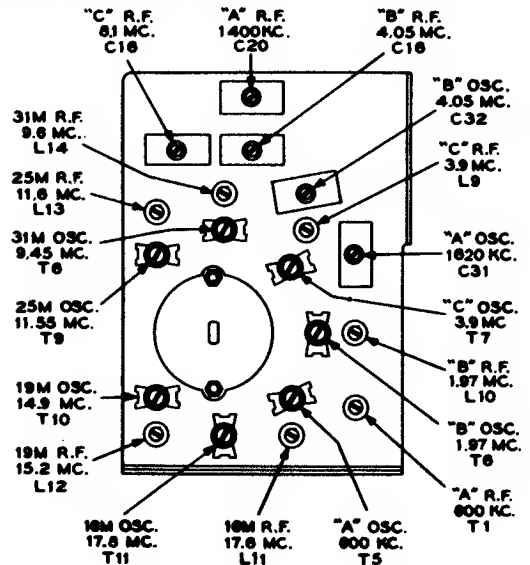 "C" R.F.
8.1 MC.
C16
"A" R.F.
1400 KC.
C20
"B" R.F.
4.05 MC.
C18
"B" OSC.
4.05 MC.
C32
31M R.F.
9.6 MC.
L14
"C" R.F.
3.9 MC.
L9
25M R.F.
11.6 MC.
L13
31M OSC.
9.45 MC.
T8
"A" OSC.
1620 KC.
C31
25M OSC.
11.55 MC.
T9
"C" OSC.
3.9 MC
T7
"B" R.F.
1.97 MC.
L10
19M OSC.
14.9 MC.
T10
"B" OSC.
1.97 MC.
T6
19M R.F.
15.2 MC.
L12
"A" R.F.
600 KC.
T1
16M OSC.
17.8 MC.
T11
16M R.F.
17.8 MC.
L11
"A" OSC.
600 KC.
T5